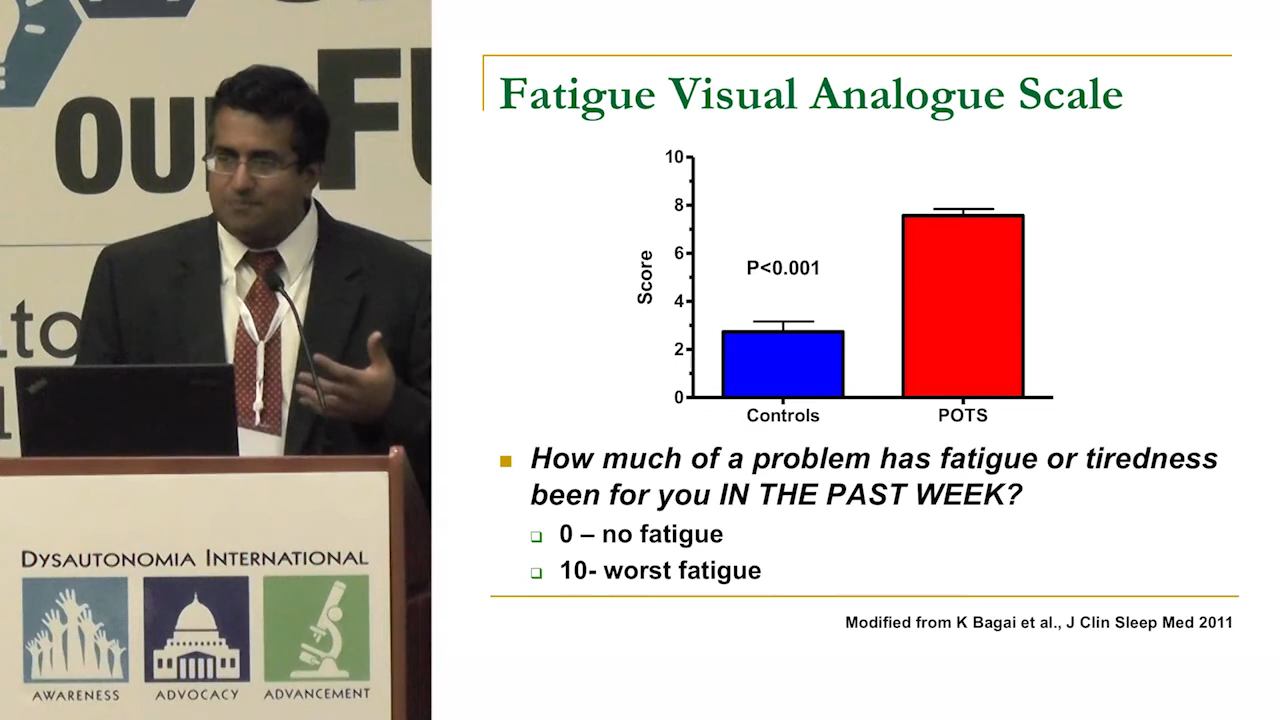 OUR FU
Fatigue Visual Analogue Scale
10
8
6
4
2
0
Score
P<0.001
Controls
POTS
How much of a problem has fatigue or tiredness
been for you IN THE PAST WEEK?
0 – no fatigue
10- worst fatigue
Modified from K Bagai et al., J Clin Sleep Med 2011
DYSAUTONOMIA INTERNATIONAL
AWARENESS
ADVOCACY
ADVANCEMENT